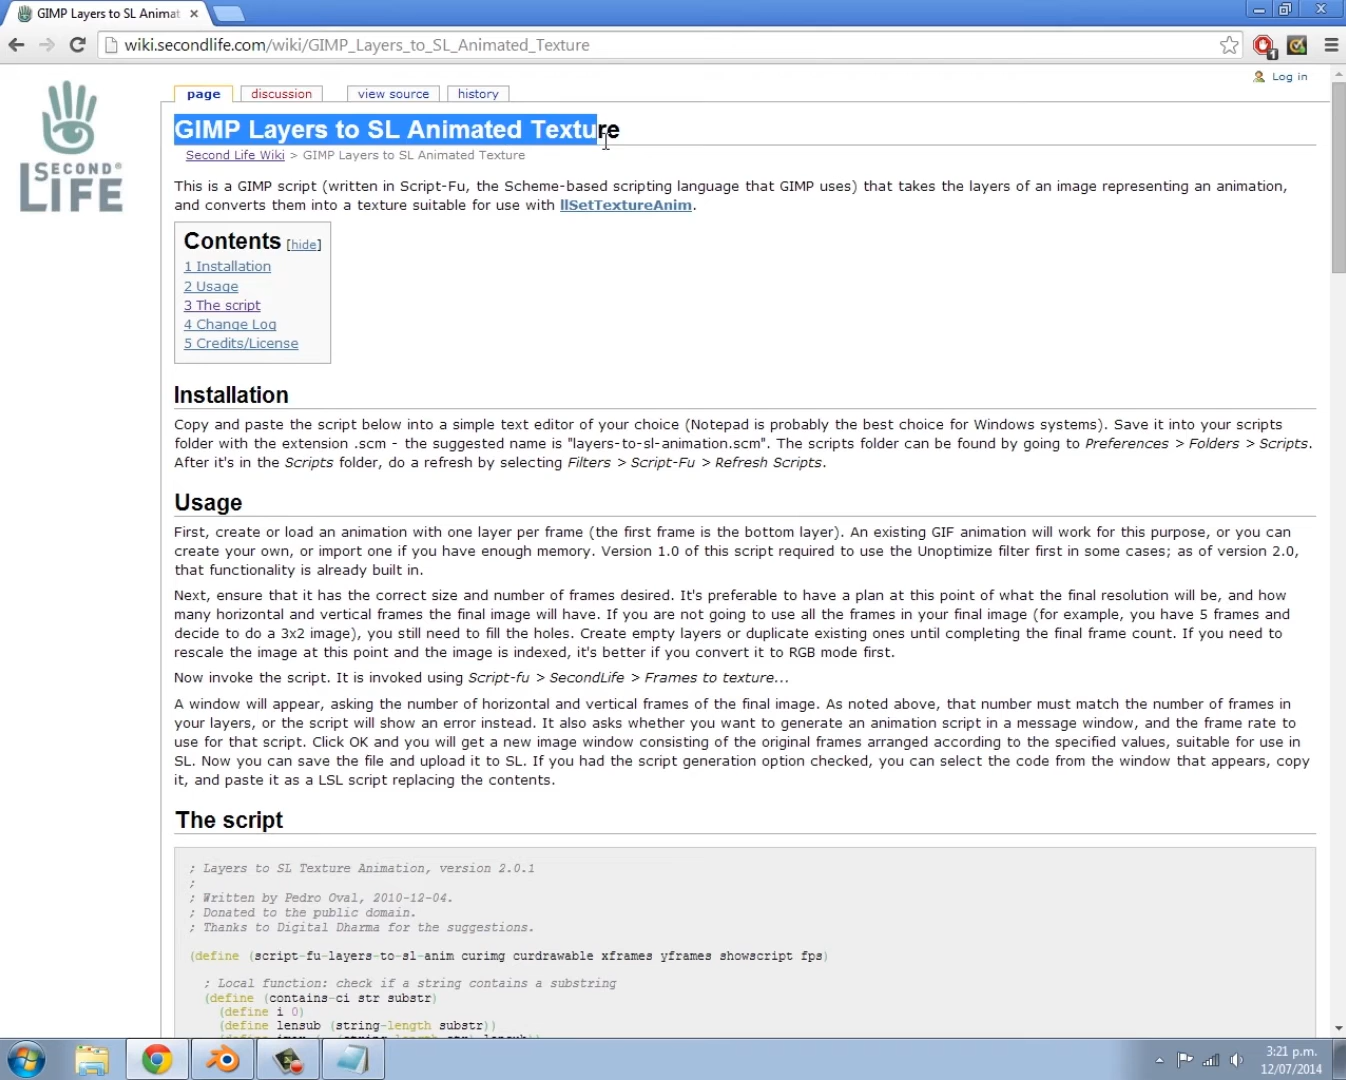 GIMP Layers to SL Animat
wiki.secondlife.com/wiki/GIMP_Layers_to_SL_Animated_Texture
Log in
SECOND LIFE
page discussion view source history
GIMP Layers to SL Animated Texture
Second Life Wiki > GIMP Layers to SL Animated Texture
This is a GIMP script (written in Script-Fu, the Scheme-based scripting language that GIMP uses) that takes the layers of an image representing an animation,
and converts them into a texture suitable for use with llSetTextureAnim.
Contents [hide]
1 Installation
2 Usage
3 The script
4 Change Log
5 Credits/License
Installation
Copy and paste the script below into a simple text editor of your choice (Notepad is probably the best choice for Windows systems). Save it into your scripts
folder with the extension .scm - the suggested name is "layers-to-sl-animation.scm". The scripts folder can be found by going to Preferences > Folders > Scripts.
After it's in the Scripts folder, do a refresh by selecting Filters > Script-Fu > Refresh Scripts.
Usage
First, create or load an animation with one layer per frame (the first frame is the bottom layer). An existing GIF animation will work for this purpose, or you can
create your own, or import one if you have enough memory. Version 1.0 of this script required to use the Unoptimize filter first in some cases; as of version 2.0,
that functionality is already built in.
Next, ensure that it has the correct size and number of frames desired. It's preferable to have a plan at this point of what the final resolution will be, and how
many horizontal and vertical frames the final image will have. If you are not going to use all the frames in your final image (for example, you have 5 frames and
decide to do a 3x2 image), you still need to fill the holes. Create empty layers or duplicate existing ones until completing the final frame count. If you need to
rescale the image at this point and the image is indexed, it's better if you convert it to RGB mode first.
Now invoke the script. It is invoked using Script-fu > SecondLife > Frames to texture...
A window will appear, asking the number of horizontal and vertical frames of the final image. As noted above, that number must match the number of frames in
your layers, or the script will show an error instead. It also asks whether you want to generate an animation script in a message window, and the frame rate to
use for that script. Click OK and you will get a new image window consisting of the original frames arranged according to the specified values, suitable for use in
SL. Now you can save the file and upload it to SL. If you had the script generation option checked, you can select the code from the window that appears, copy
it, and paste it as a LSL script replacing the contents.
The script
; Layers to SL Texture Animation, version 2.0.1
;
; Written by Pedro Oval, 2010-12-04.
; Donated to the public domain.
; Thanks to Digital Dharma for the suggestions.
(define (script-fu-layers-to-sl-anim curimg curdrawable xframes yframes showscript fps)
; Local function: check if a string contains a substring
(define (contains-ci str substr)
(define i 0)
(define lensub (string-length substr))
3:21 p.m.
12/07/2014